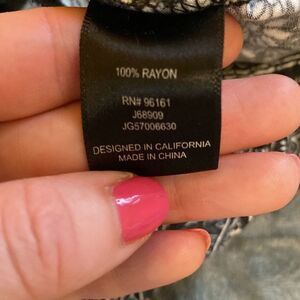 100% RAYON
RN# 96161
J68909
JG57006630
DESIGNED IN CALIFORNIA
MADE IN CHINA